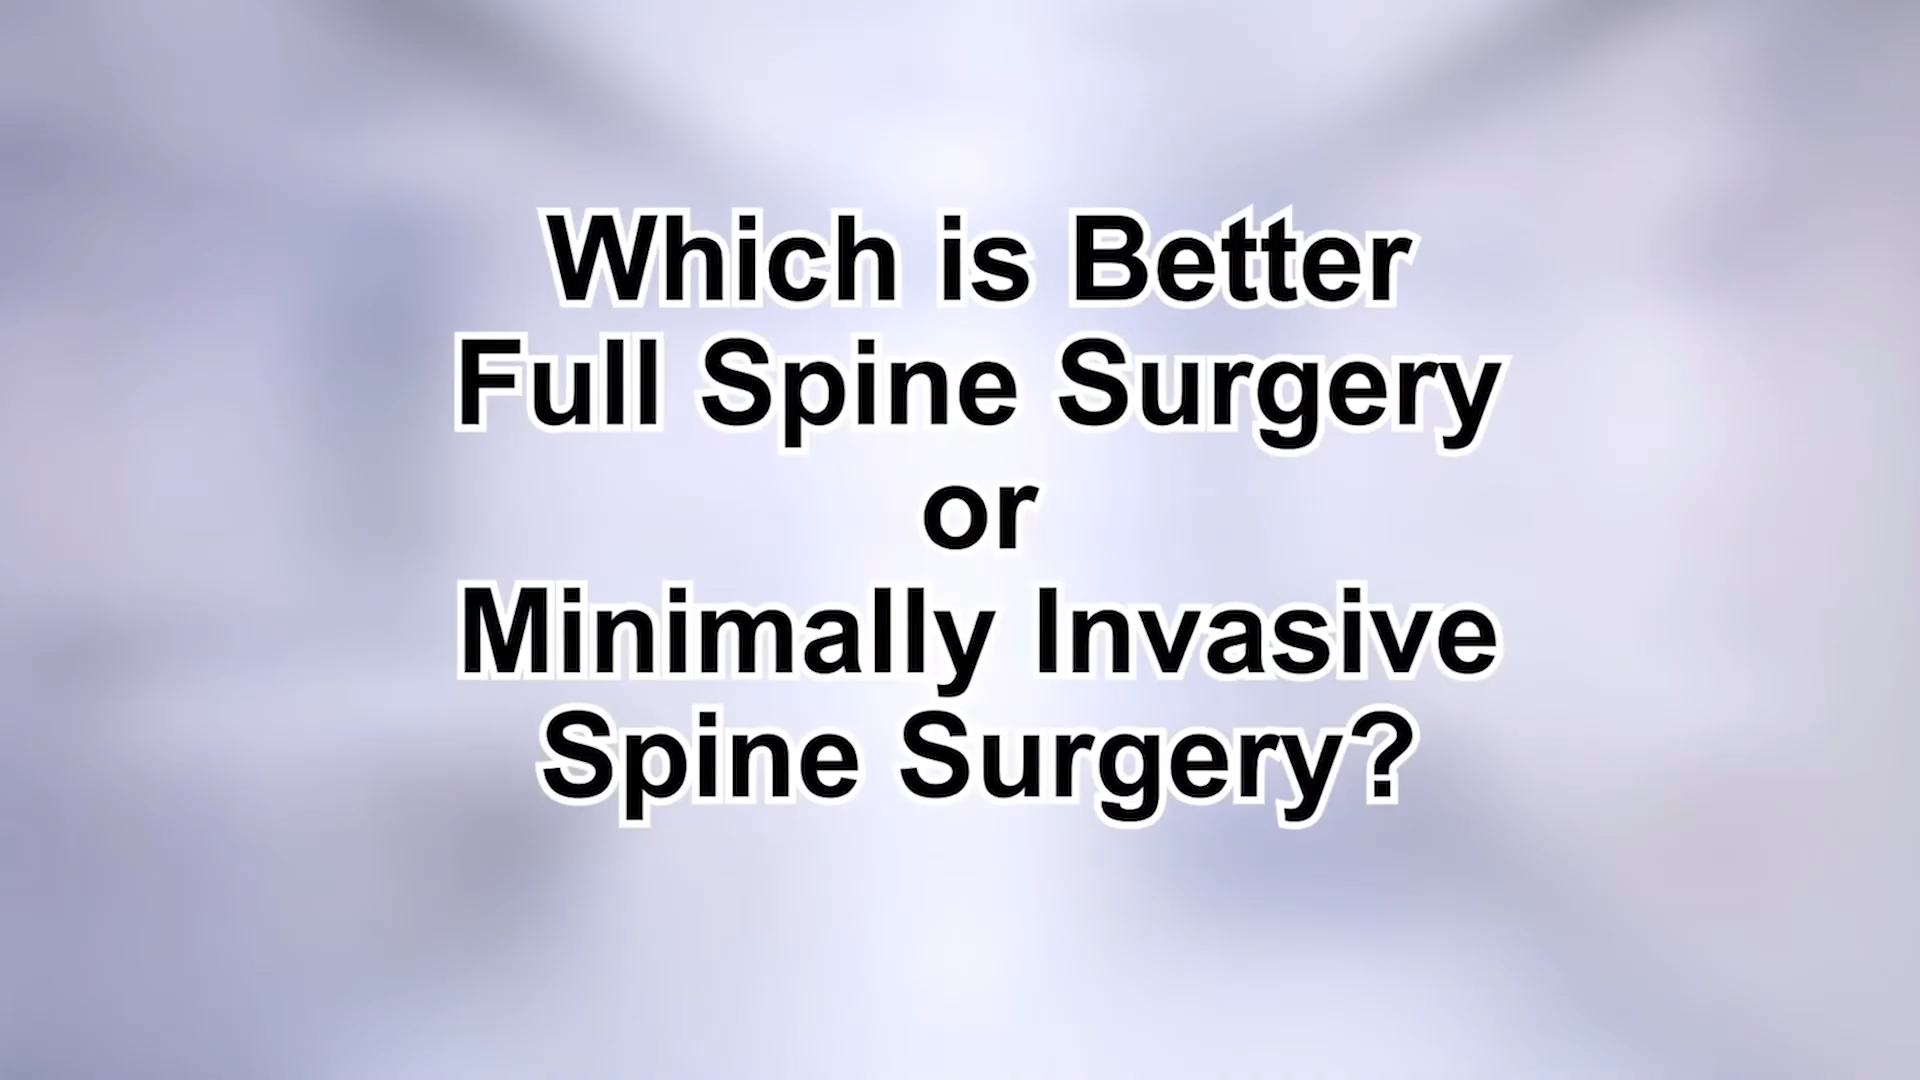 Which is Better
Full Spine Surgery
or
Minimally Invasive
Spine Surgery?